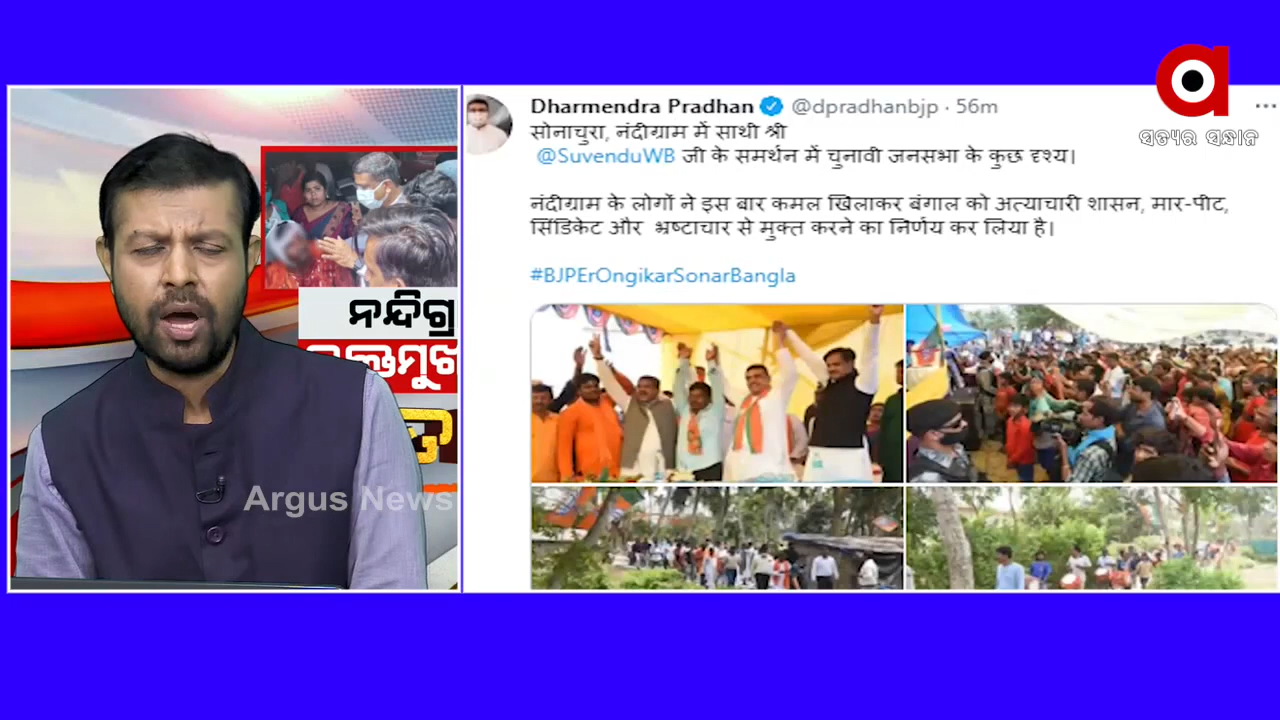 Dharmendra Pradhan @dpradhanbjp · 56m
सोनाचुरा, नंदीग्राम में साथी श्री
@SuvenduWB जी के समर्थन में चुनावी जनसभा के कुछ दृश्य।
नंदीग्राम के लोगों ने इस बार कमल खिलाकर बंगाल को अत्याचारी शासन, मार-पीट,
सिंडिकेट और भ्रष्टाचार से मुक्त करने का निर्णय कर लिया है।
#BJPErOngikarSonarBangla
ସତ୍ୟର ସନ୍ଧାନ
ନନ୍ଦିଗ୍ର
Argus News